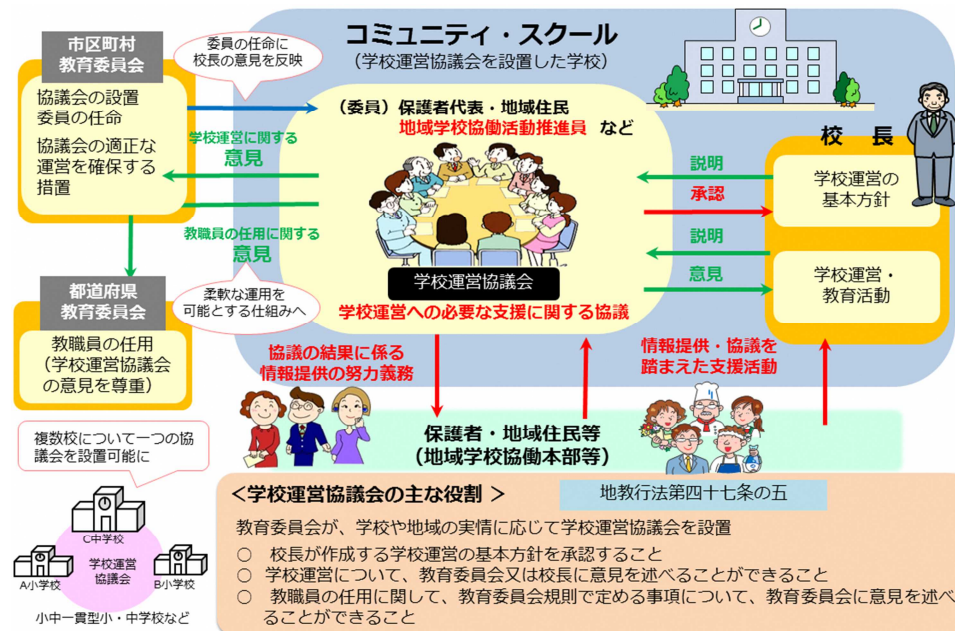 コミュニティ・スクール
（学校運営協議会を設置した学校）
市区町村
教育委員会
協議会の設置
委員の任命
協議会の適正な
運営を確保する
措置
委員の任命に
校長の意見を反映
学校運営に関する
意見
教職員の任用に関する
意見
柔軟な運用を
可能とする仕組みへ
都道府県
教育委員会
教職員の任用
（学校運営協議会
の意見を尊重）
（委員）保護者代表・地域住民
地域学校協働活動推進員 など
学校運営協議会
学校運営への必要な支援に関する協議
説明
承認
説明
意見
校 長
学校運営の
基本方針
学校運営・
教育活動
協議の結果に係る
情報提供の努力義務
情報提供・協議を
踏まえた支援活動
保護者・地域住民等
（地域学校協働本部等）
複数校について一つの協
議会を設置可能に
C中学校
学校運営
協議会
A小学校
B小学校
小中一貫型小・中学校など
＜学校運営協議会の主な役割 ＞
地教行法第四十七条の五
教育委員会が、学校や地域の実情に応じて学校運営協議会を設置
○ 校長が作成する学校運営の基本方針を承認すること
○ 学校運営について、教育委員会又は校長に意見を述べることができること
○ 教職員の任用に関して、教育委員会規則で定める事項について、教育委員会に意見を述べ
ることができること